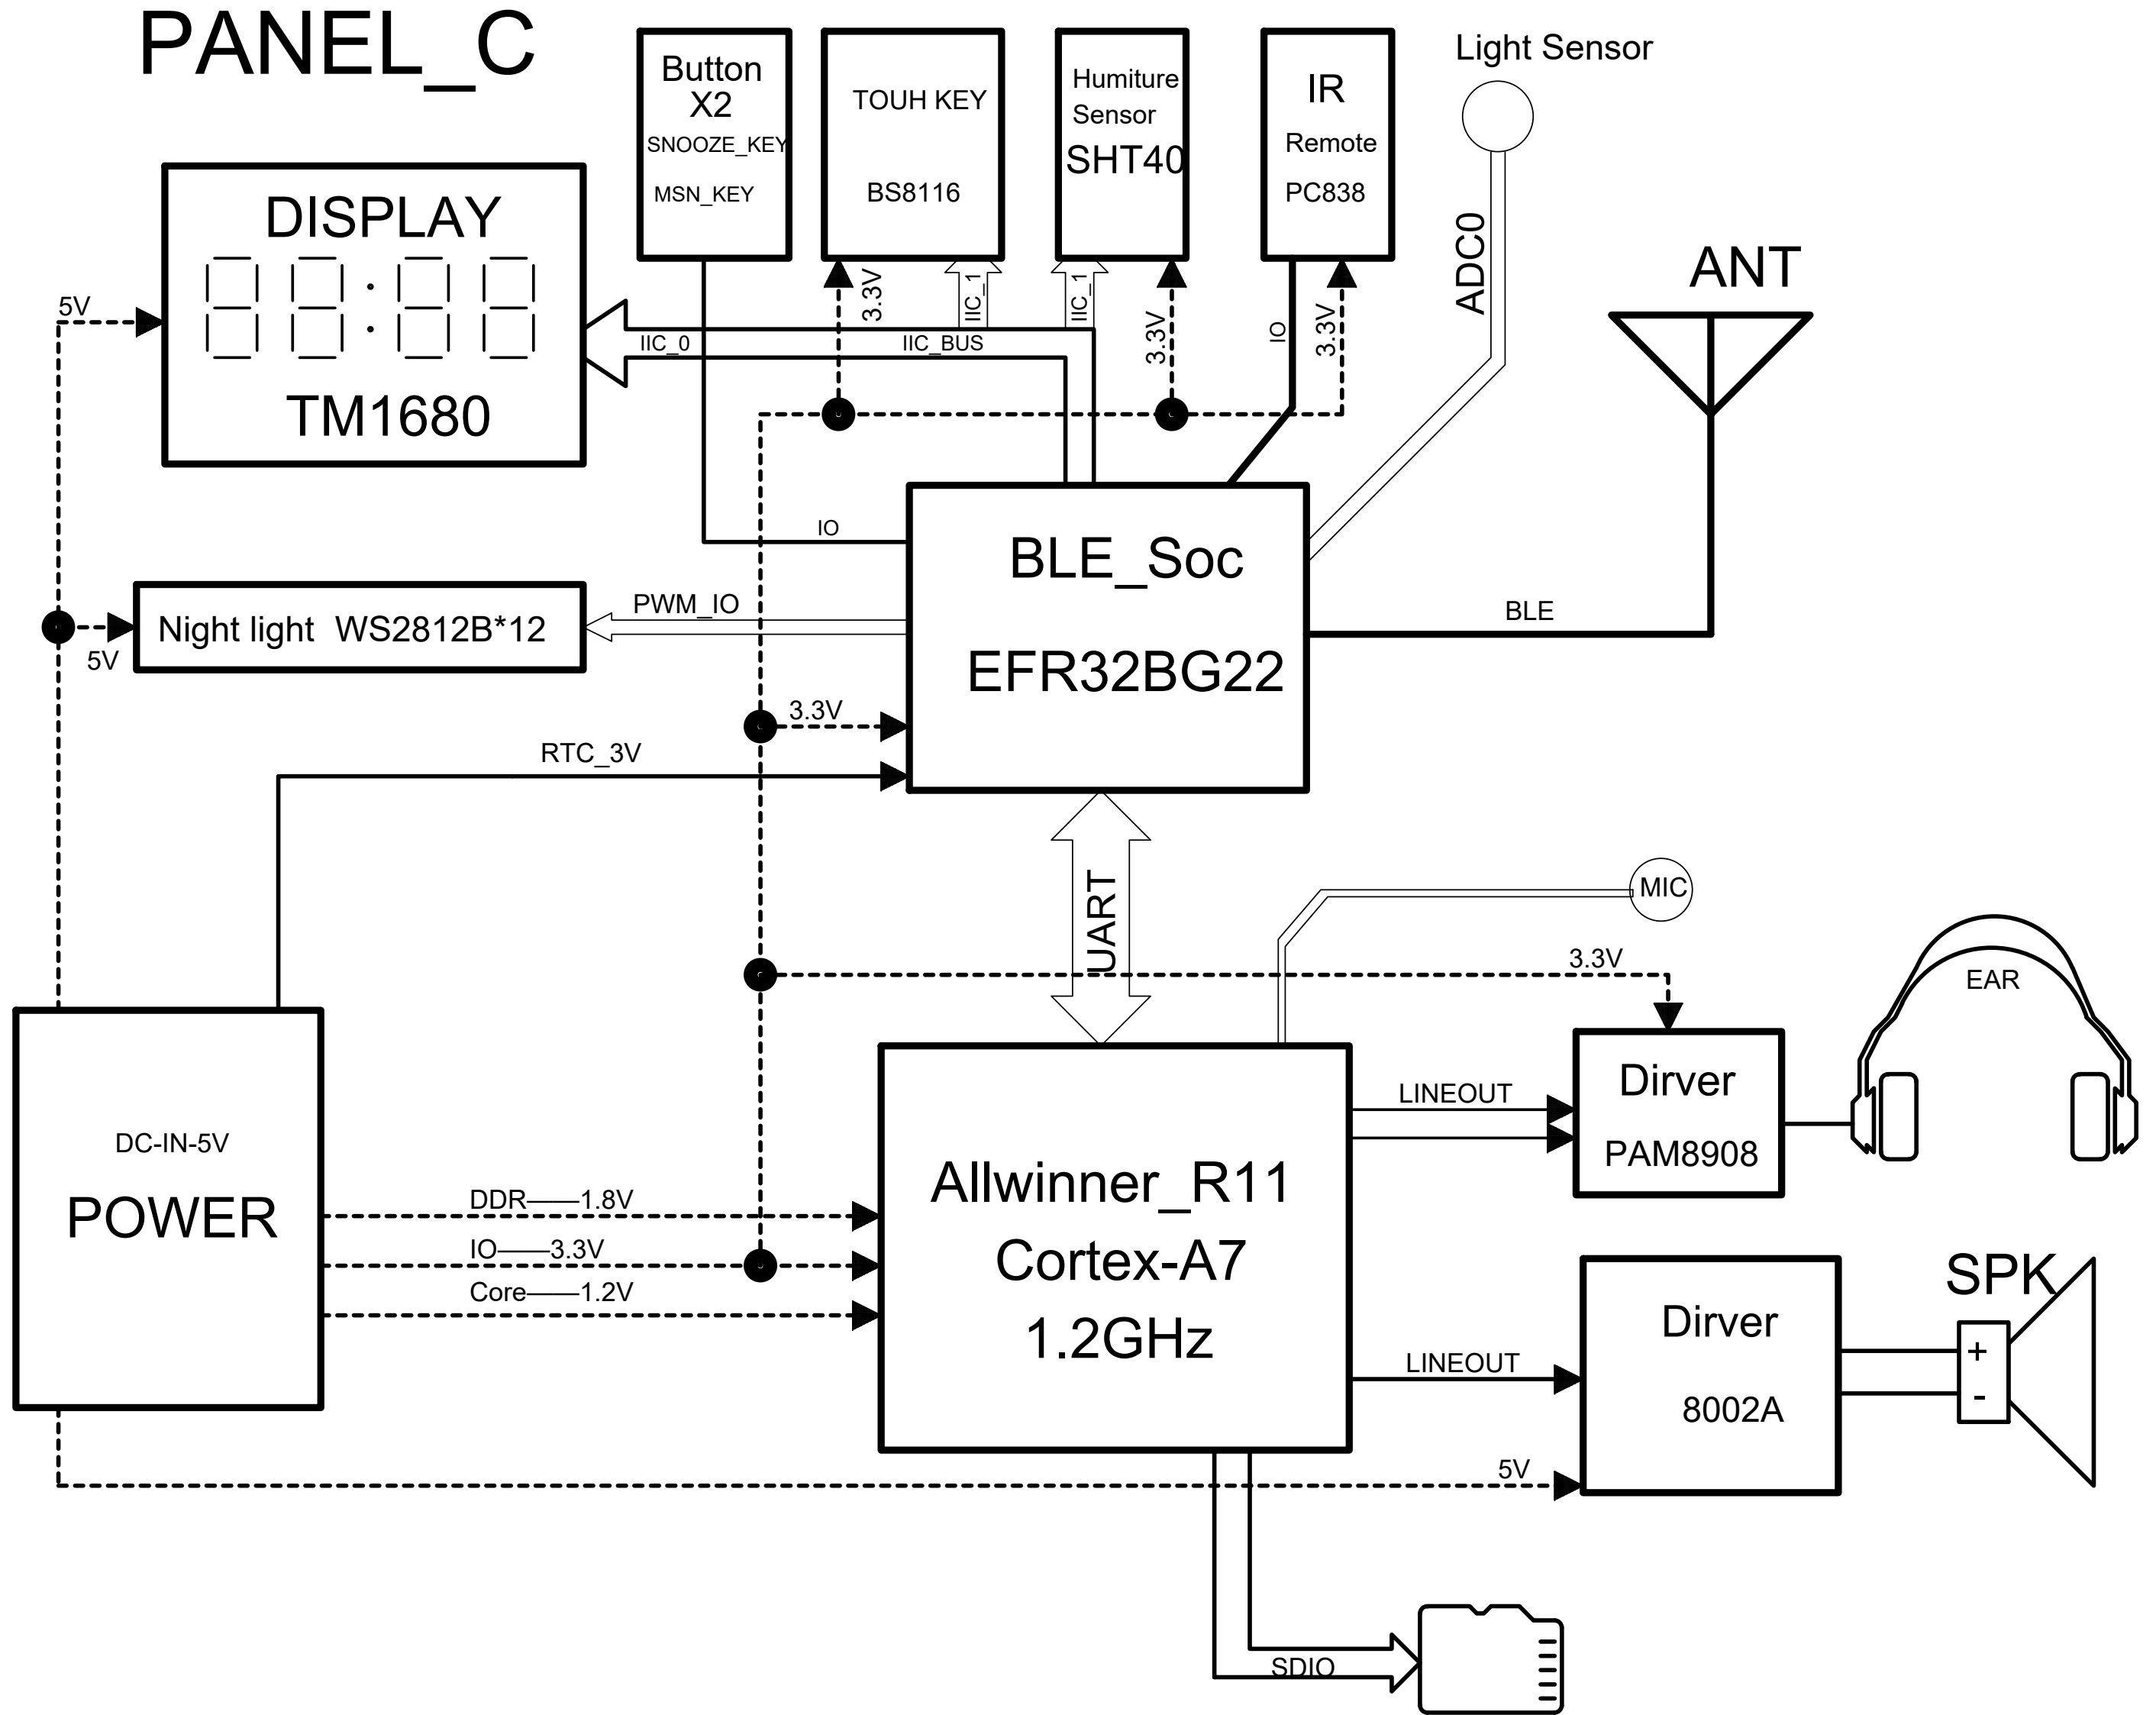 PANEL_C
Button
X2
SNOOZE_KEY
MSN_KEY
TOUH KEY
BS8116
Humiture
Sensor
SHT40
IR
Remote
PC838
Light Sensor
ADC0
ANT
DISPLAY
TM1680
5V
3.3V
IIC_1
IIC_1
3.3V
IO
3.3V
IIC_0
IIC_BUS
IO
BLE_Soc
EFR32BG22
BLE
Night light WS2812B*12
5V
PWM_IO
3.3V
RTC_3V
UART
MIC
3.3V
EAR
DC-IN-5V
POWER
DDR——1.8V
IO——3.3V
Core——1.2V
Allwinner_R11
Cortex-A7
1.2GHz
LINEOUT
Dirver
PAM8908
LINEOUT
Dirver
8002A
SPK
+
-
5V
SDIO